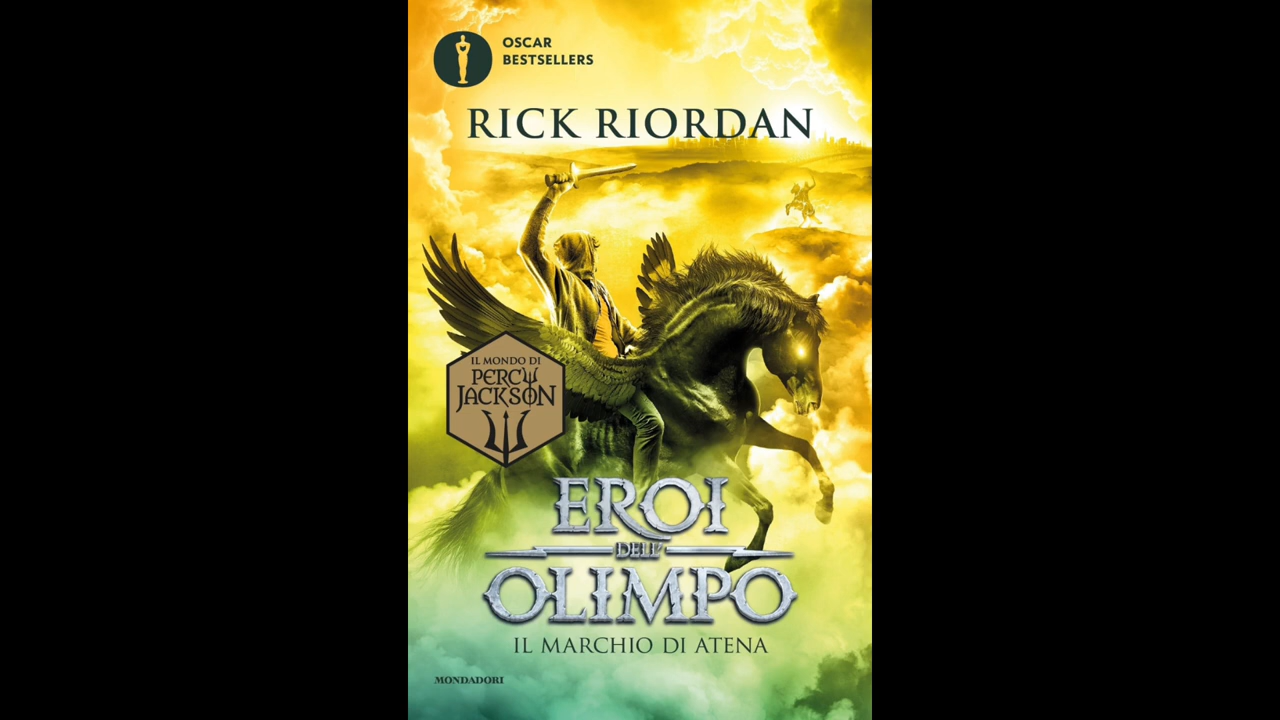 OSCAR
BESTSELLERS
RICK RIORDAN
IL MONDO DI
PERCY
JACKSON
EROI
DELL'
OLIMPO
IL MARCHIO DI ATENA
MONDADORI